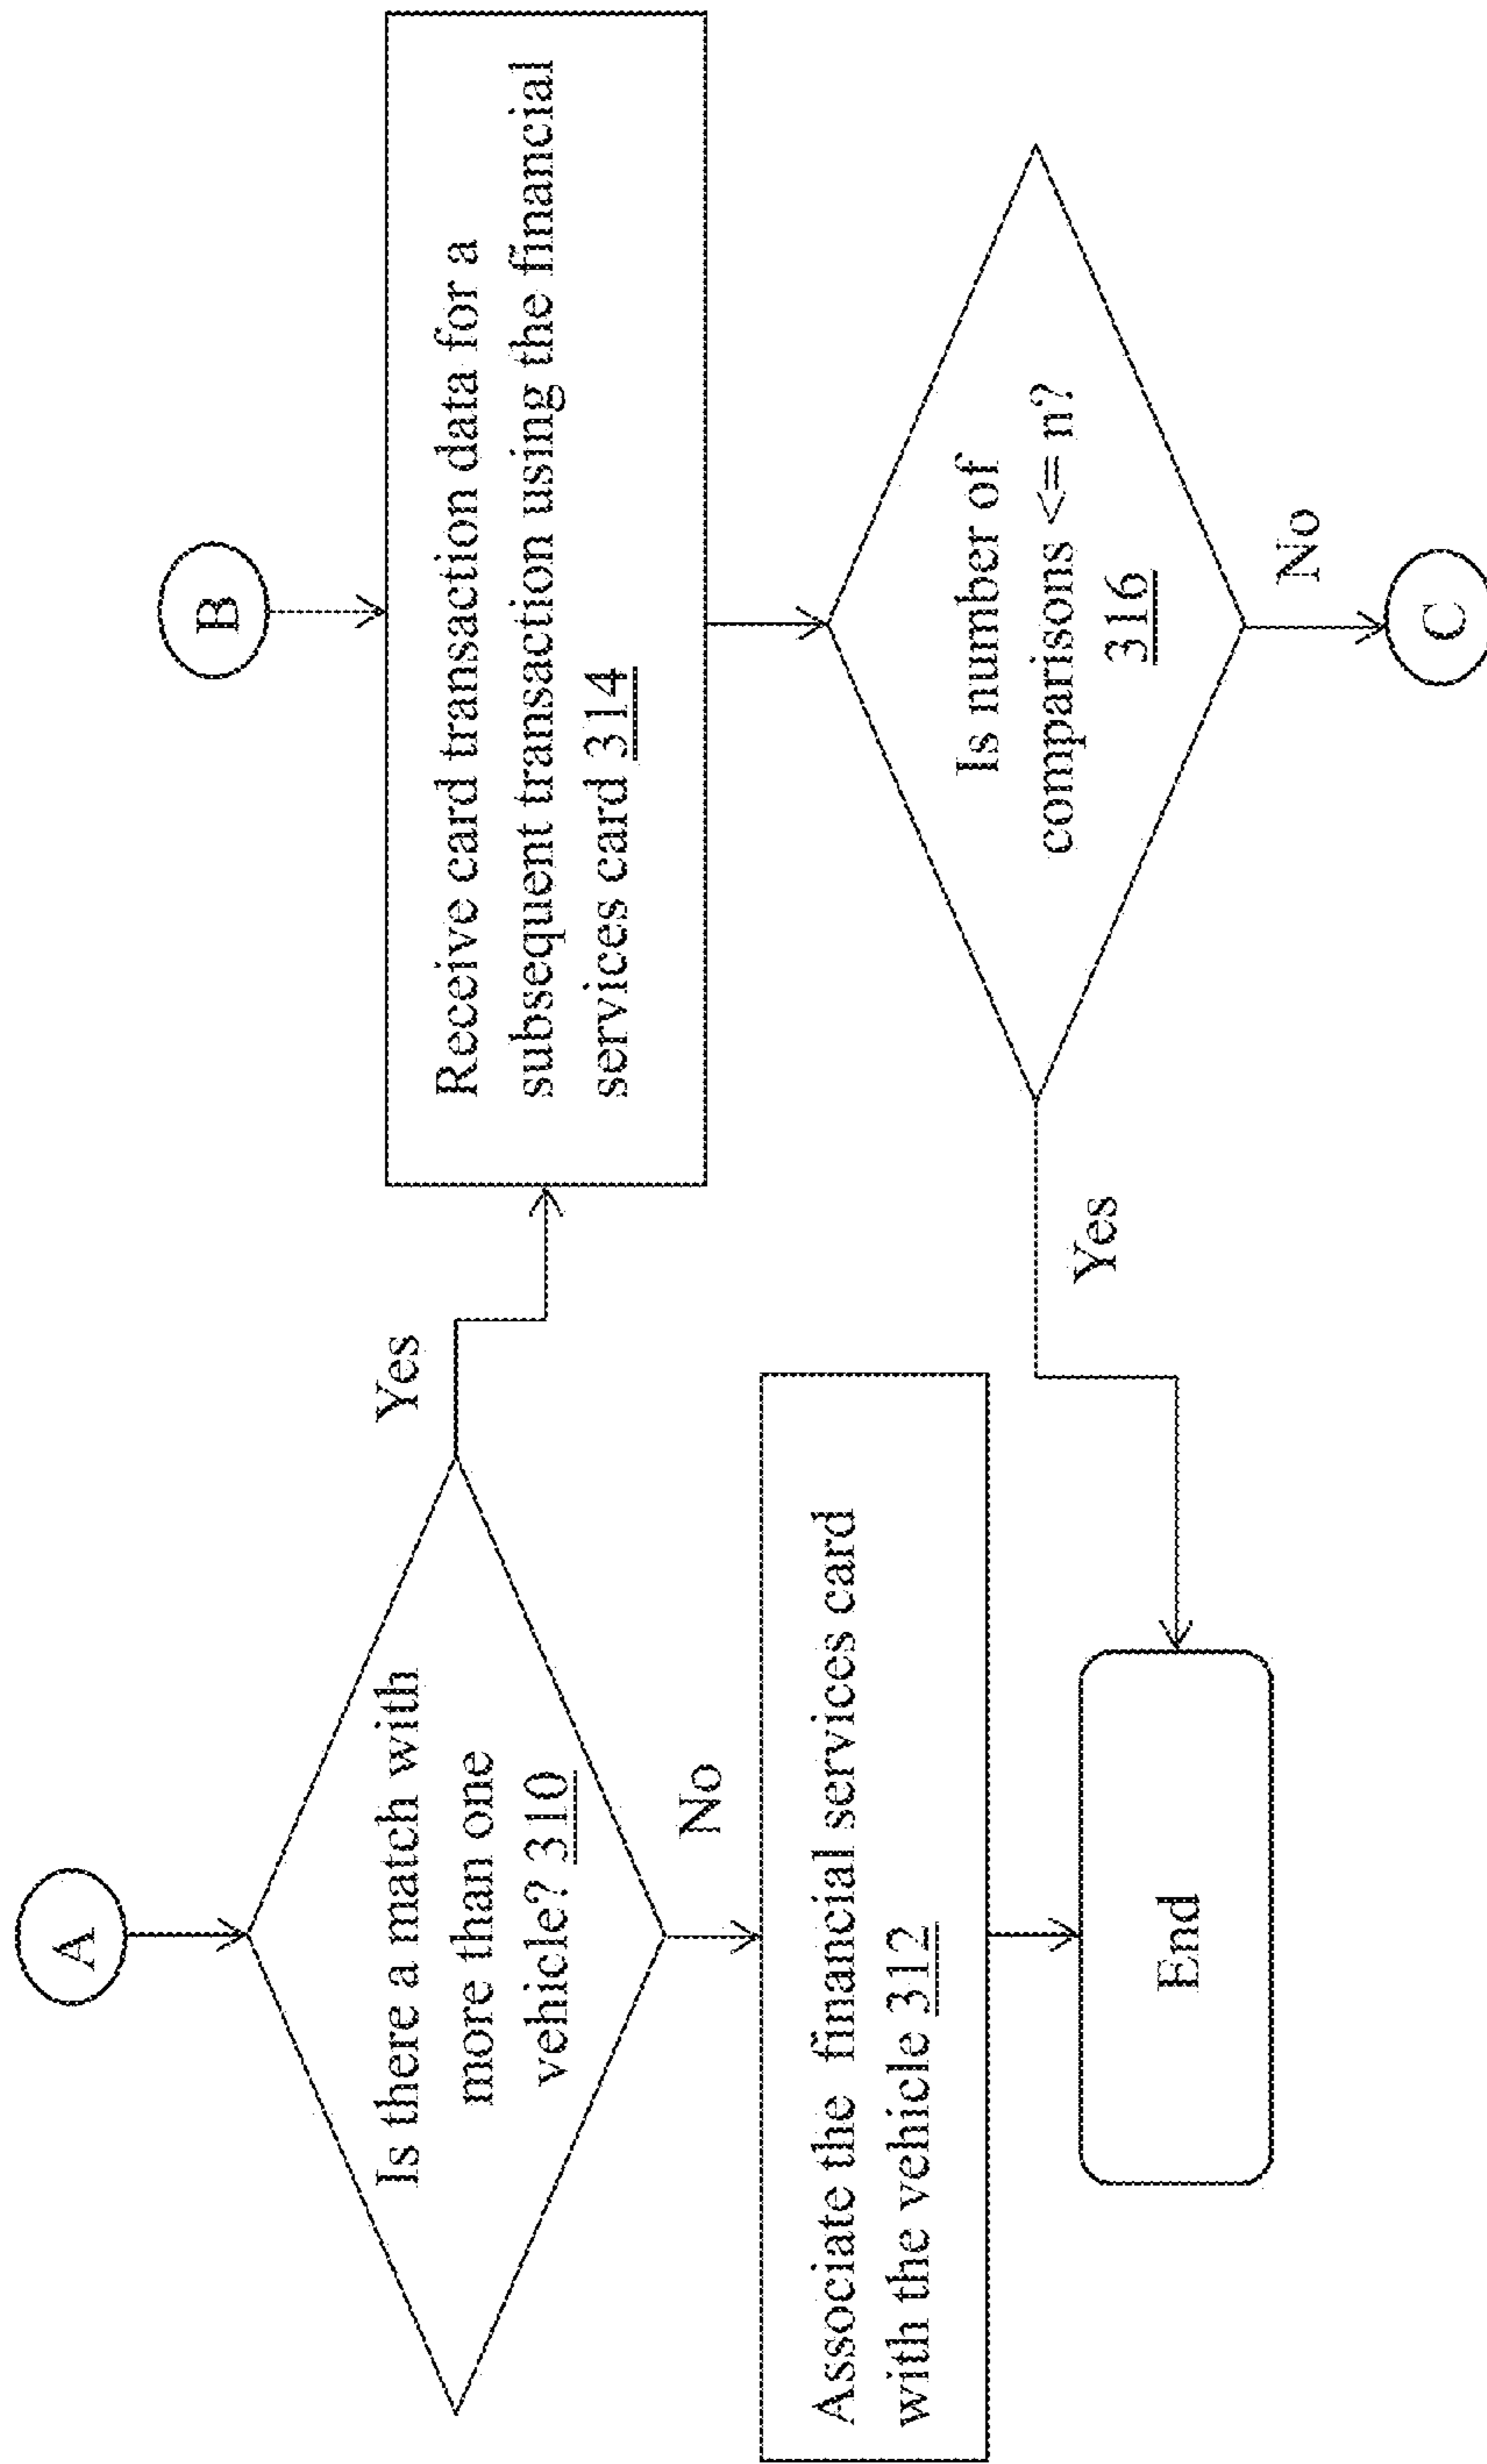 A
Is there a match with
more than one
vehicle? 310
Yes
No
Associate the financial services card
with the vehicle 312
End
B
Receive card transaction data for a
subsequent transaction using the financial
services card 314
Is number of
comparisons <= n?
316
Yes
No
C